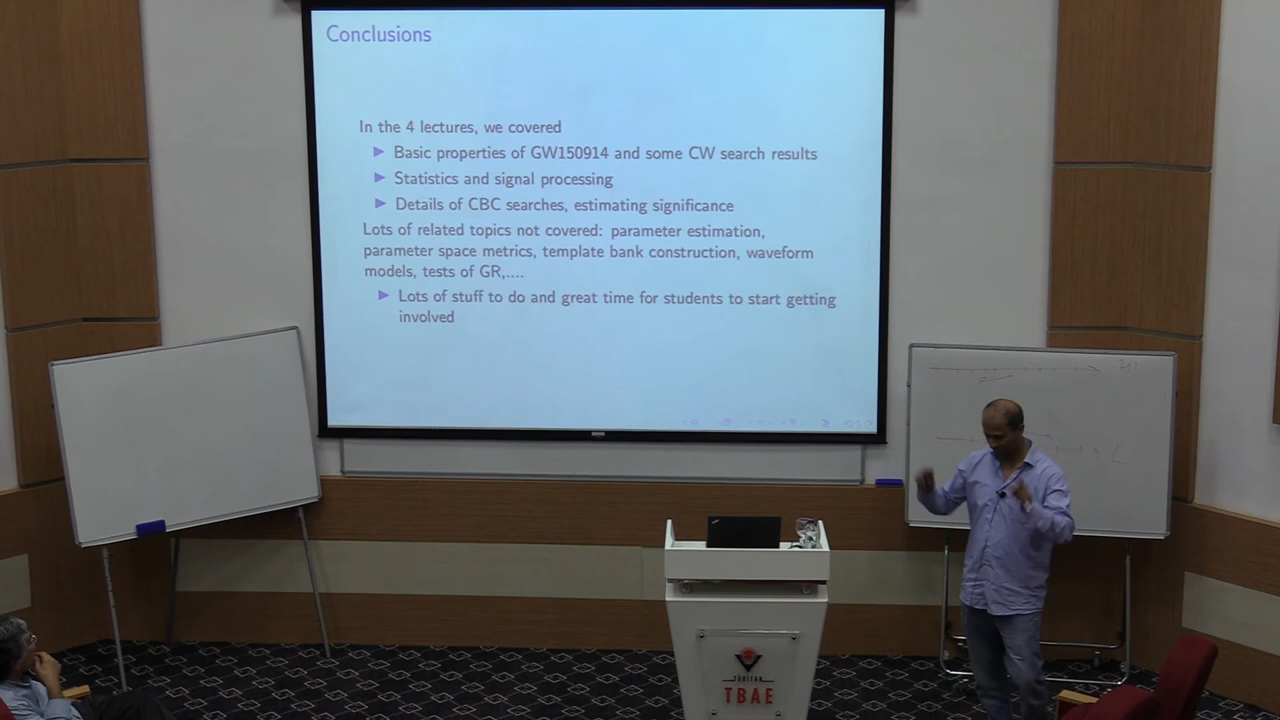 Conclusions
In the 4 lectures, we covered
Basic properties of GW150914 and some CW search results
Statistics and signal processing
Details of CBC searches, estimating significance
Lots of related topics not covered: parameter estimation,
parameter space metrics, template bank construction, waveform
models, tests of GR,....
Lots of stuff to do and great time for students to start getting
involved
TÜBİTAK
TBAE